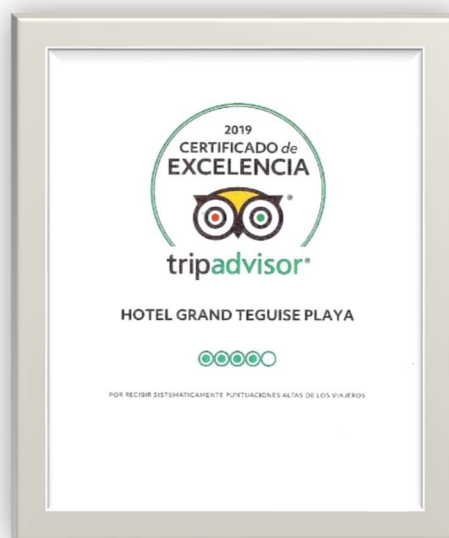 2019
CERTIFICADO de
EXCELENCIA
tripadvisor®
HOTEL GRAND TEGUISE PLAYA
POR RECIBIR SISTEMÁTICAMENTE PUNTUACIONES ALTAS DE LOS VIAJEROS.